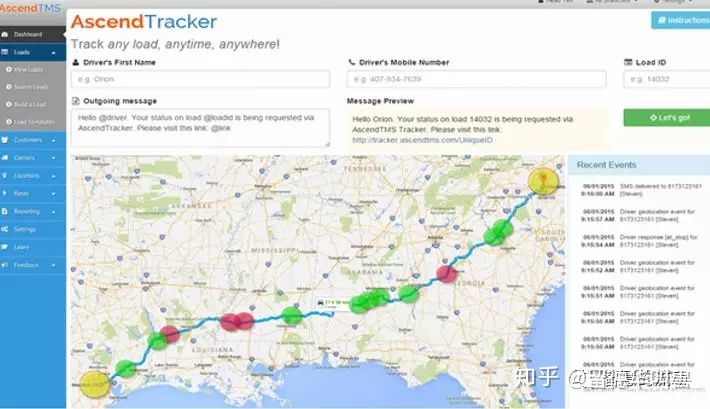 AscendTMS
AscendTracker
Instructions
Track any load, anytime, anywhere!
Dashboard
Loads
View Loads
Search Loads
Build a Load
Load Templates
Customers
Carriers
Locations
Rates
Reporting
Settings
Learn
Feedback
Driver's First Name
Driver's Mobile Number
Load ID
e.g. Orion
e.g. 407-934-7639
e.g. 14032
Outgoing message
Message Preview
Hello @driver. Your status on load @loadid is being requested via
AscendTracker. Please visit this link: @link
Hello Orion. Your status on load 14032 is being requested via
AscendTMS Tracker. Please visit this link:
http://tracker.ascendtms.com/UniqueID
Let's go!
TENNESSEE
ARKANSAS
MISSISSIPPI
ALABAMA
GEORGIA
LOUISIANA
Recent Events
06/01/2015
9:16:00 AM
SMS delivered to 8173123161
[Steven].
06/01/2015
9:15:57 AM
Driver geolocation event for
8173123161 [Steven].
06/01/2015
9:15:54 AM
Driver response [at_stop] for
8173123161 [Steven].
06/01/2015
9:15:52 AM
Driver geolocation event for
8173123161 [Steven].
06/01/2015
9:15:51 AM
Driver geolocation event for
8173123161 [Steven].
06/01/2015
9:15:50 AM
Driver geolocation event for
8173123161 [Steven].
06/01/2015
9:15:50 AM
Driver geolocation event for
8173123161 [Steven].
06/01/2015
Driver geolocation event for
知乎